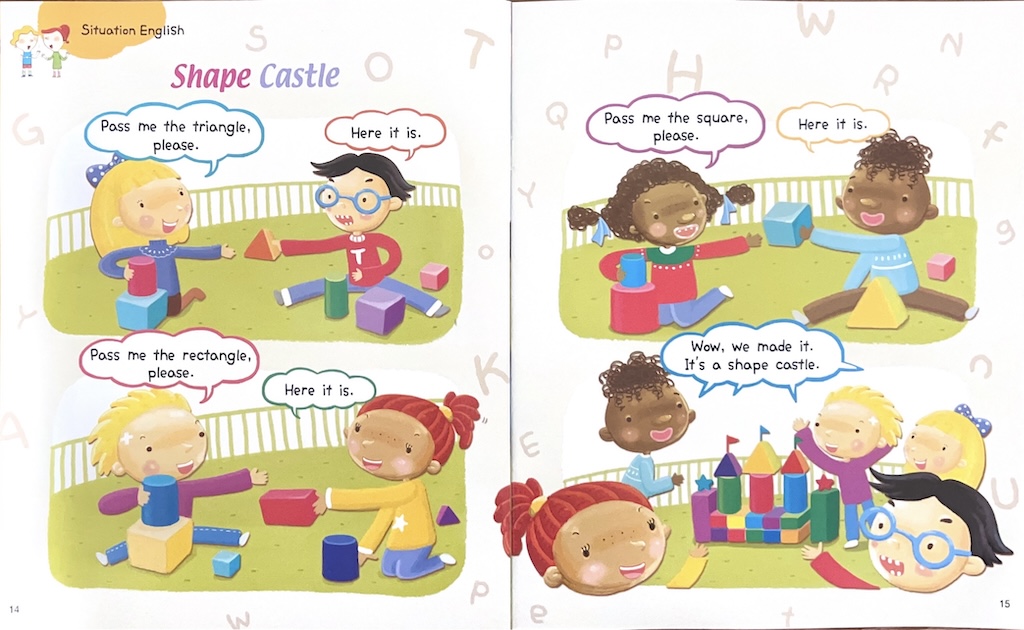 Situation English
Shape Castle
Pass me the triangle,
please.
Here it is.
T
Pass me the rectangle,
please.
Here it is.
14
Pass me the square,
please.
Here it is.
Wow, we made it.
It's a shape castle.
15
S
O
T
G
Q
Y
o
y
K
A
w
P
H
W
R
N
f
g
E
U
p
e
t